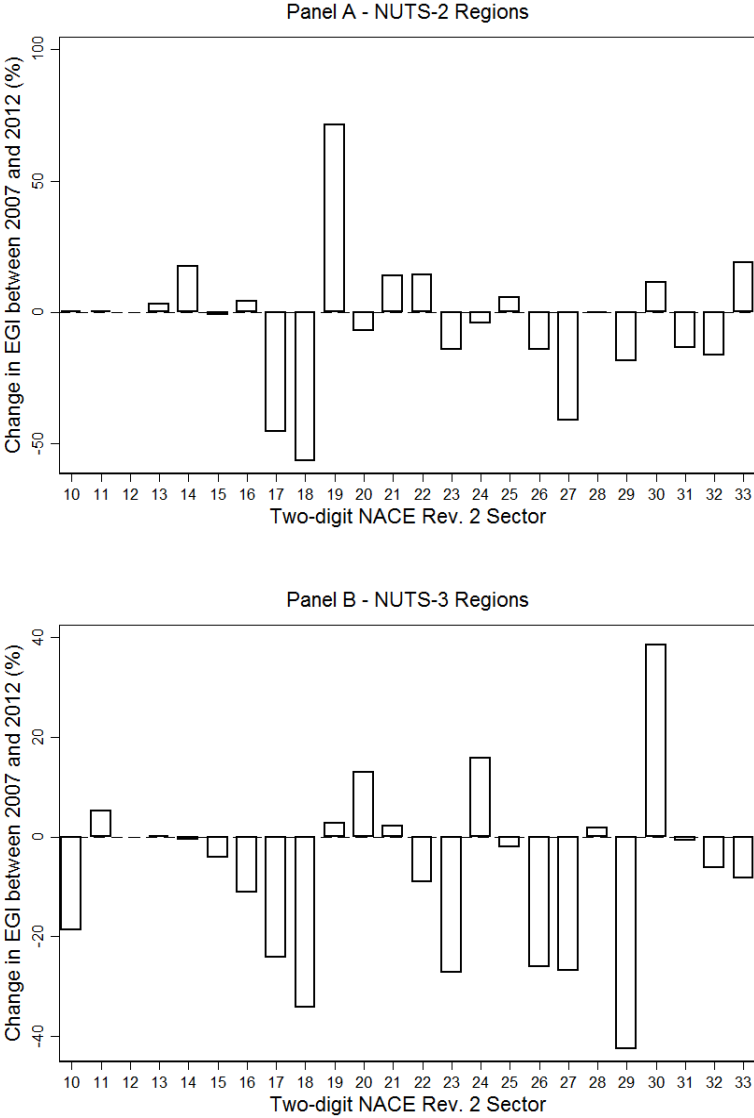 Panel A - NUTS-2 Regions
Change in EGI between 2007 and 2012 (%)
100
50
0
-50
10 11 12 13 14 15 16 17 18 19 20 21 22 23 24 25 26 27 28 29 30 31 32 33
Two-digit NACE Rev. 2 Sector
Panel B - NUTS-3 Regions
Change in EGI between 2007 and 2012 (%)
40
20
0
-20
-40
10 11 12 13 14 15 16 17 18 19 20 21 22 23 24 25 26 27 28 29 30 31 32 33
Two-digit NACE Rev. 2 Sector